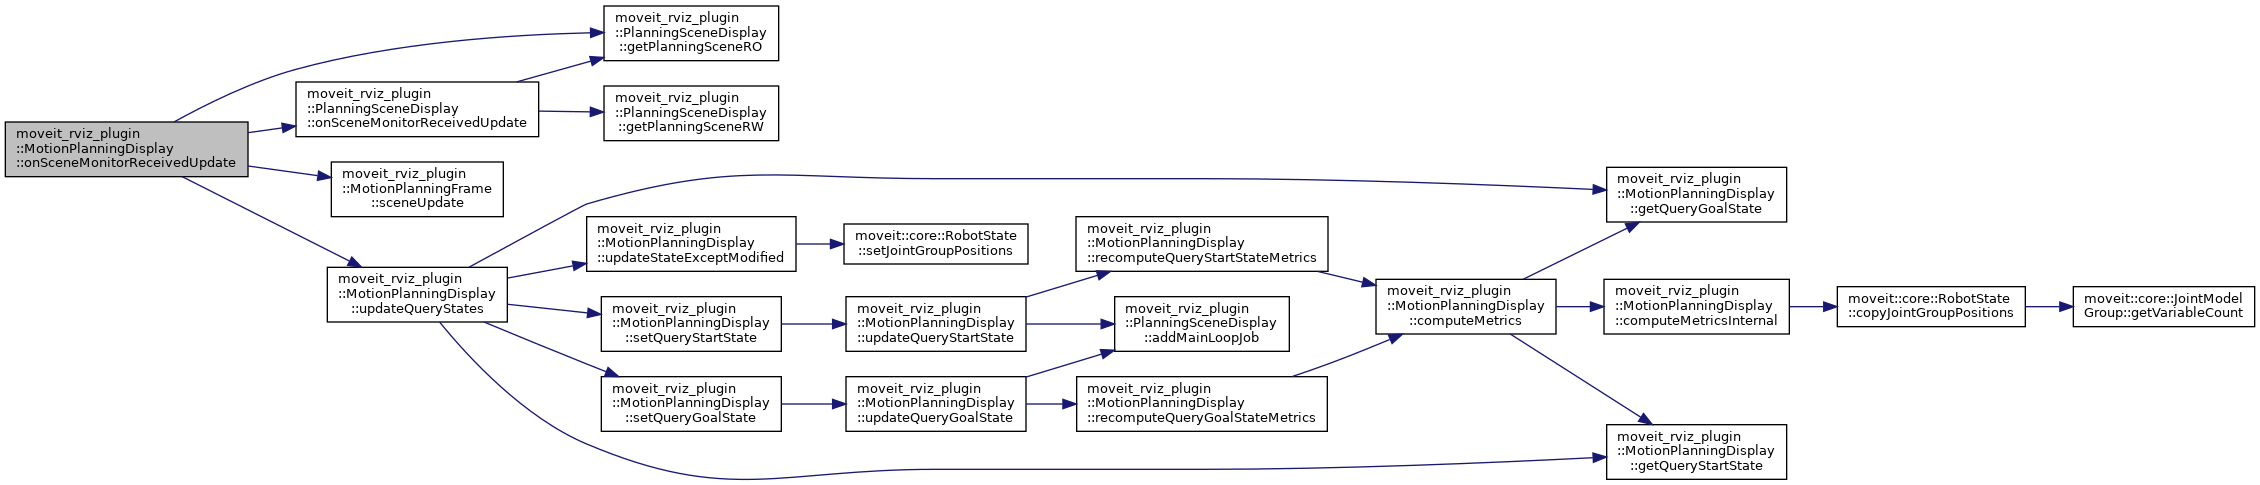 moveit_rviz_plugin
::MotionPlanningDisplay
::onSceneMonitorReceivedUpdate
moveit_rviz_plugin
::PlanningSceneDisplay
::getPlanningSceneRO
moveit_rviz_plugin
::PlanningSceneDisplay
::onSceneMonitorReceivedUpdate
moveit_rviz_plugin
::PlanningSceneDisplay
::getPlanningSceneRW
moveit_rviz_plugin
::MotionPlanningFrame
::sceneUpdate
moveit_rviz_plugin
::MotionPlanningDisplay
::updateQueryStates
moveit_rviz_plugin
::MotionPlanningDisplay
::updateStateExceptModified
moveit::core::RobotState
::setJointGroupPositions
moveit_rviz_plugin
::MotionPlanningDisplay
::setQueryStartState
moveit_rviz_plugin
::MotionPlanningDisplay
::updateQueryStartState
moveit_rviz_plugin
::MotionPlanningDisplay
::setQueryGoalState
moveit_rviz_plugin
::MotionPlanningDisplay
::updateQueryGoalState
moveit_rviz_plugin
::MotionPlanningDisplay
::recomputeQueryStartStateMetrics
moveit_rviz_plugin
::PlanningSceneDisplay
::addMainLoopJob
moveit_rviz_plugin
::MotionPlanningDisplay
::recomputeQueryGoalStateMetrics
moveit_rviz_plugin
::MotionPlanningDisplay
::computeMetrics
moveit_rviz_plugin
::MotionPlanningDisplay
::getQueryGoalState
moveit_rviz_plugin
::MotionPlanningDisplay
::computeMetricsInternal
moveit_rviz_plugin
::MotionPlanningDisplay
::getQueryStartState
moveit::core::RobotState
::copyJointGroupPositions
moveit::core::JointModel
Group::getVariableCount